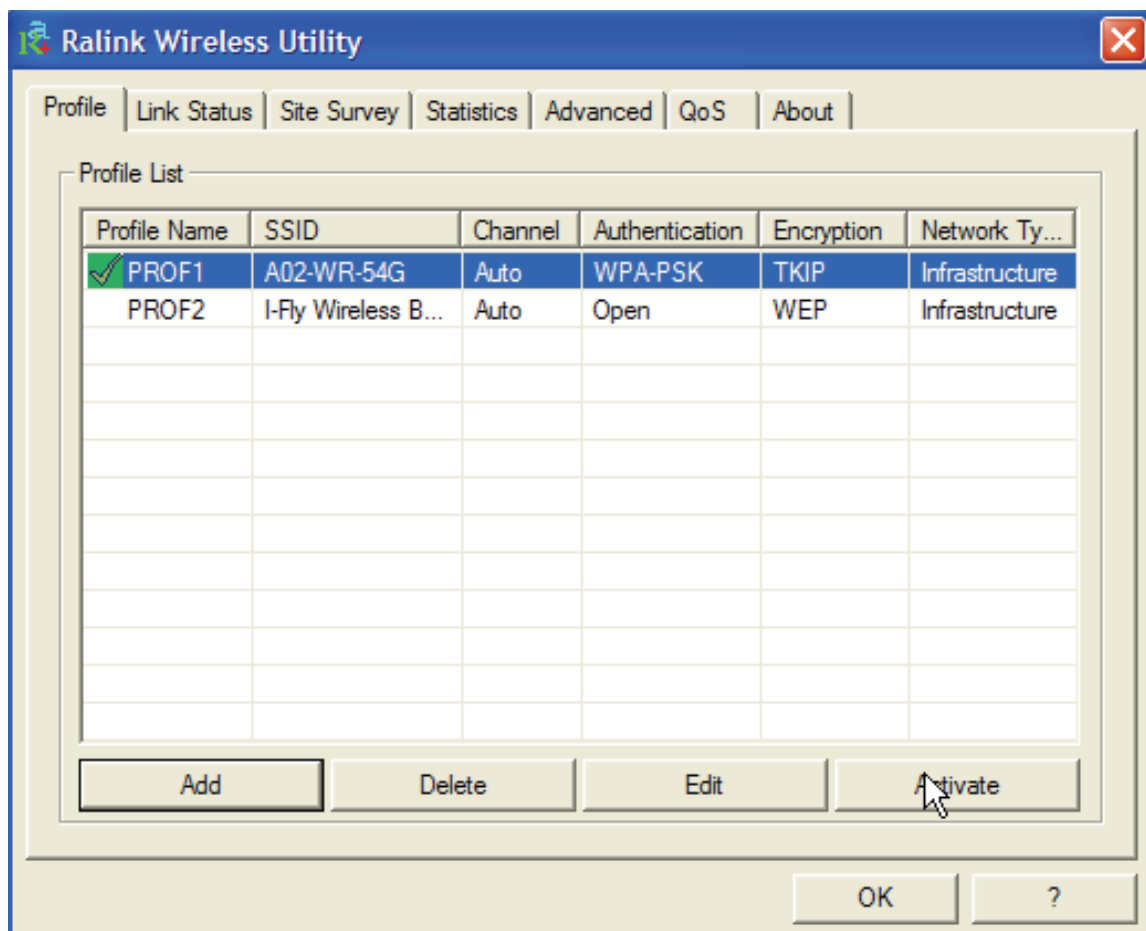 Ralink Wireless Utility
Profile Link Status Site Survey Statistics Advanced QoS About
Profile List
Profile Name SSID Channel Authentication Encryption Network Ty...
PROF1 A02-WR-54G Auto WPA-PSK TKIP Infrastructure
PROF2 I-Fly Wireless B... Auto Open WEP Infrastructure
Add Delete Edit Activate
OK ?